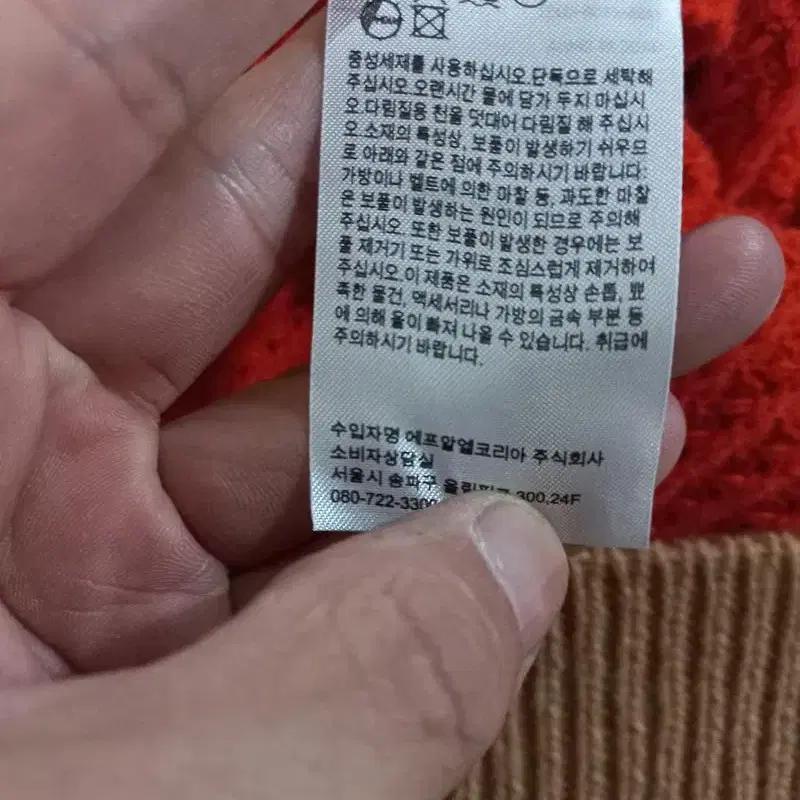 중성세재를 사용하십시오 단독으로 세탁해
주십시오 오랜시간 물에 담가 두지 마십시
오 다림질용 천을 덧대어 다림질 해 주십시
오 소재의 특성상, 보풀이 발생하기 쉬우므
로 아래와 같은 점에 주의하시기 바랍니다:
가방이나 벨트에 의한 마찰 등, 과도한 마찰
은 보풀이 발생하는 원인이 되므로 주의해
주십시오. 또한 보풀이 발생한 경우에는 보
풀 제거기 또는 가위로 조심스럽게 제거하여
주십시오 이 제품은 소재의 특성상 손톱, 뾰
족한 물건, 액세서리나 가방의 금속 부분 등
에 의해 올이 빠져 나올 수 있습니다. 취급에
주의하시기 바랍니다.
수입자명 에프알엘코리아 주식회사
소비자상담실
서울시 송파구 300,24F
080-722-3300